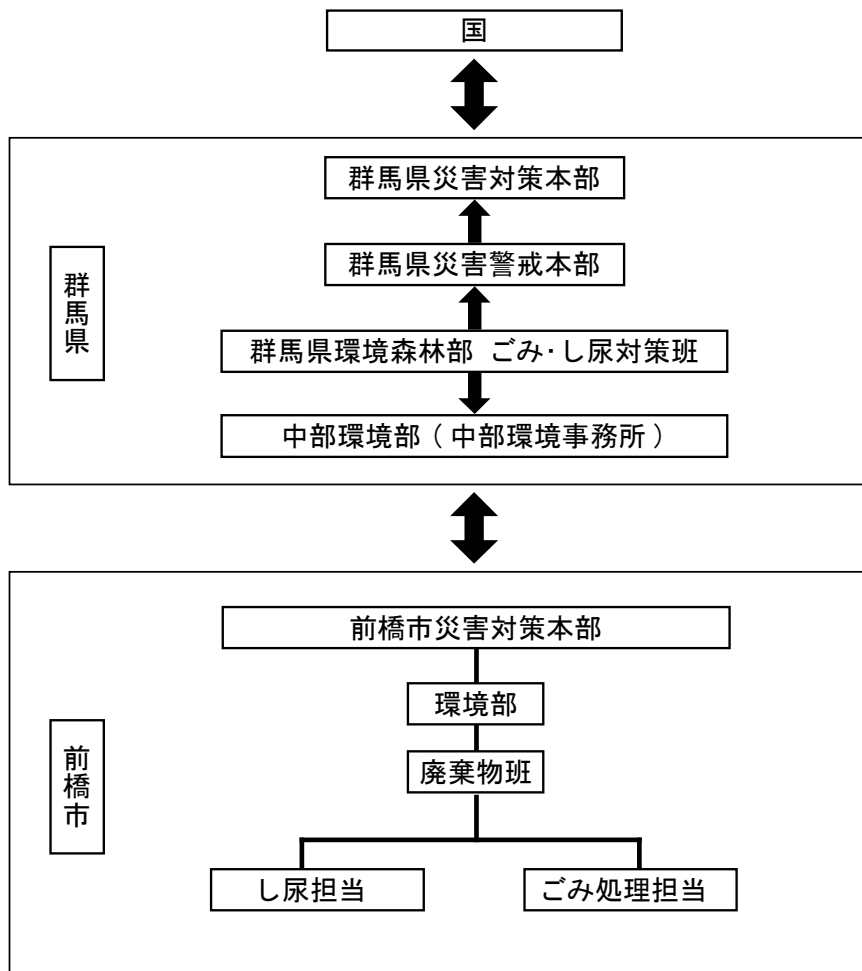 国
群馬県災害対策本部
群馬県災害警戒本部
群馬県
群馬県環境森林部 ごみ・し尿対策班
中部環境部（中部環境事務所）
前橋市災害対策本部
環境部
前橋市
廃棄物班
し尿担当
ごみ処理担当